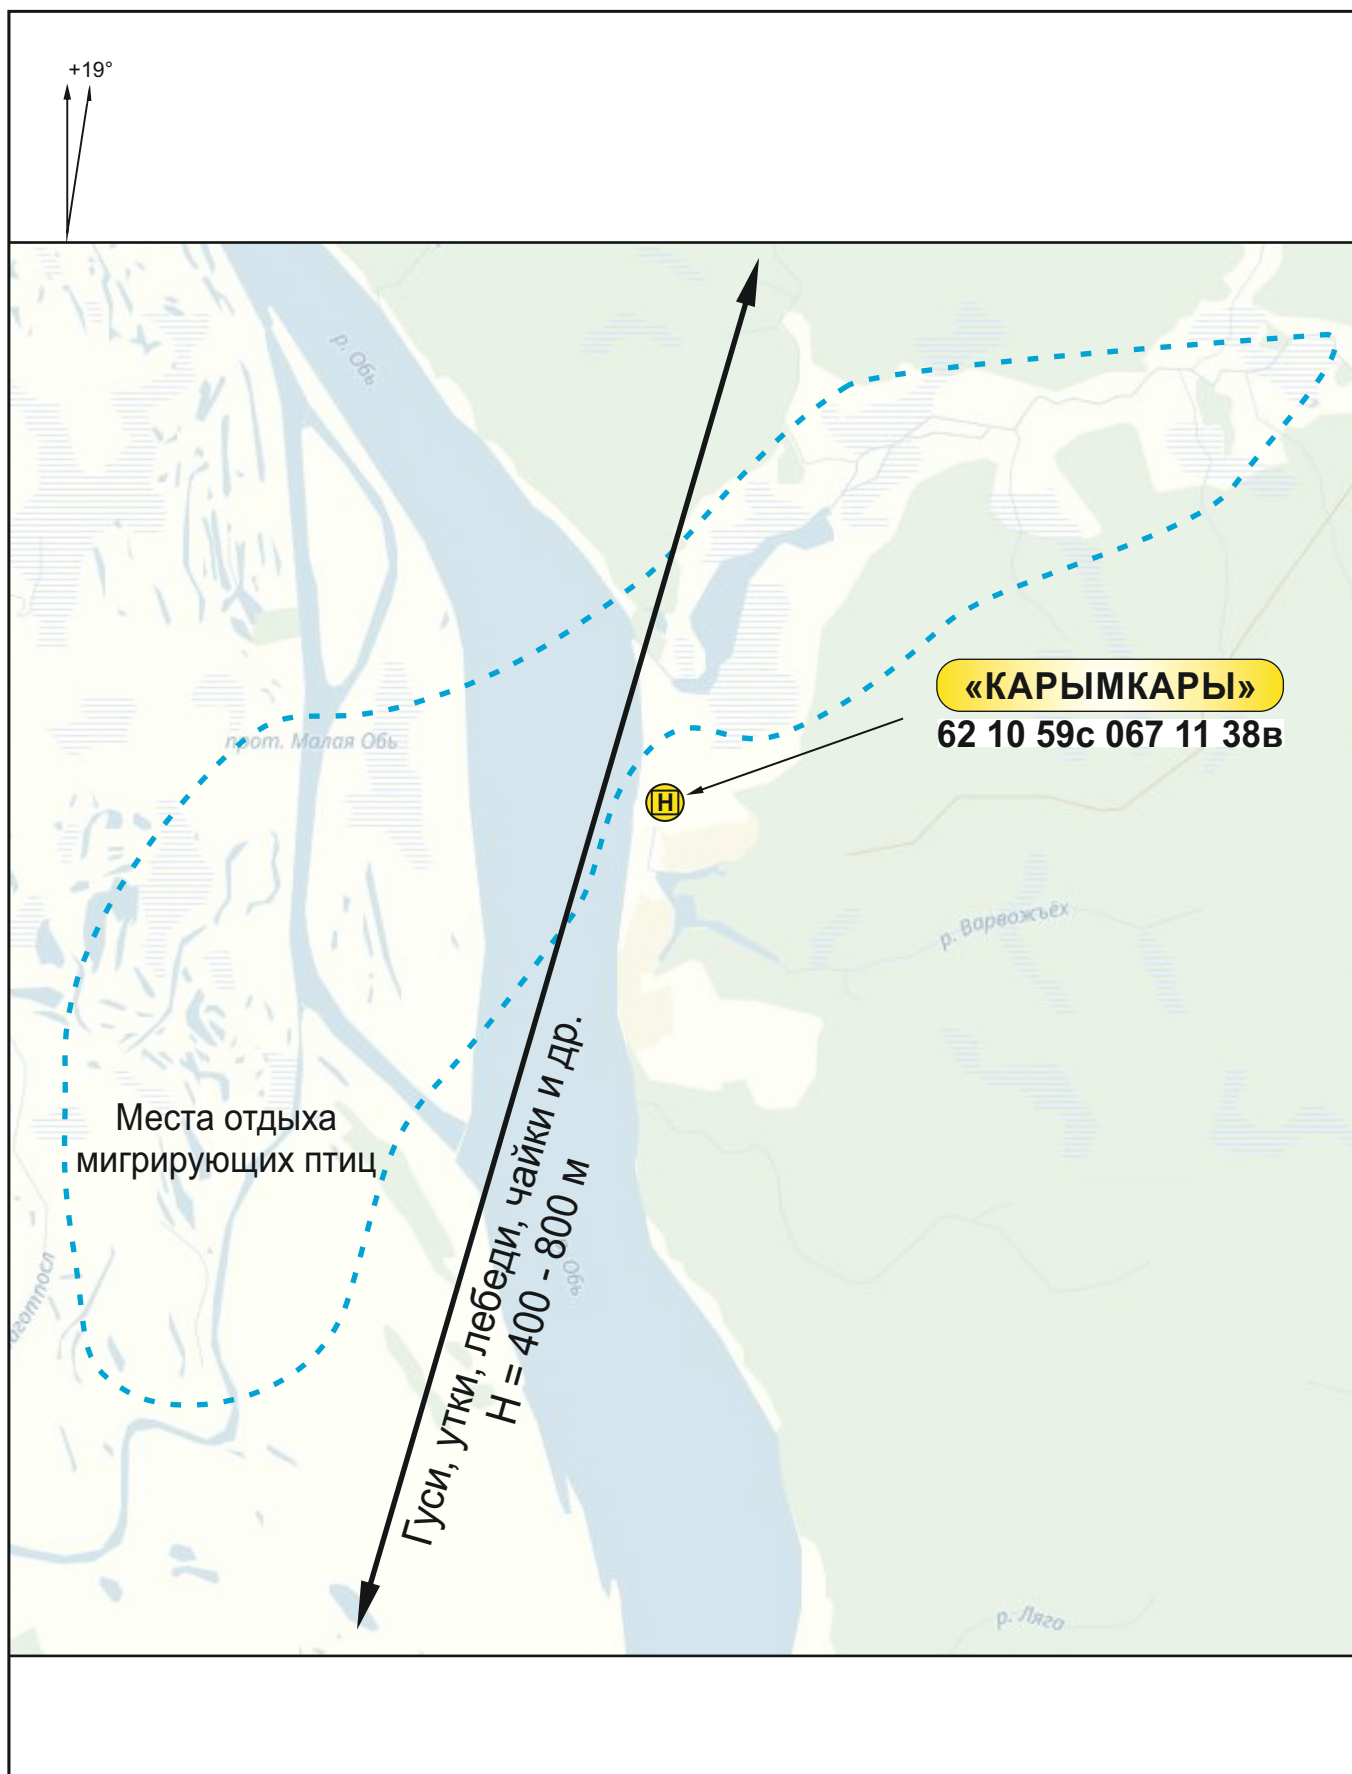 +19°
р. Обь
«КАРЫМКАРЫ»
62 10 59с 067 11 38в
прот. Малая Обь
H
р. Варвожъёх
Места отдыха
мигрирующих птиц
Гуси, утки, лебеди, чайки и др.
H = 400 - 800 м
Обь
р. Ляга